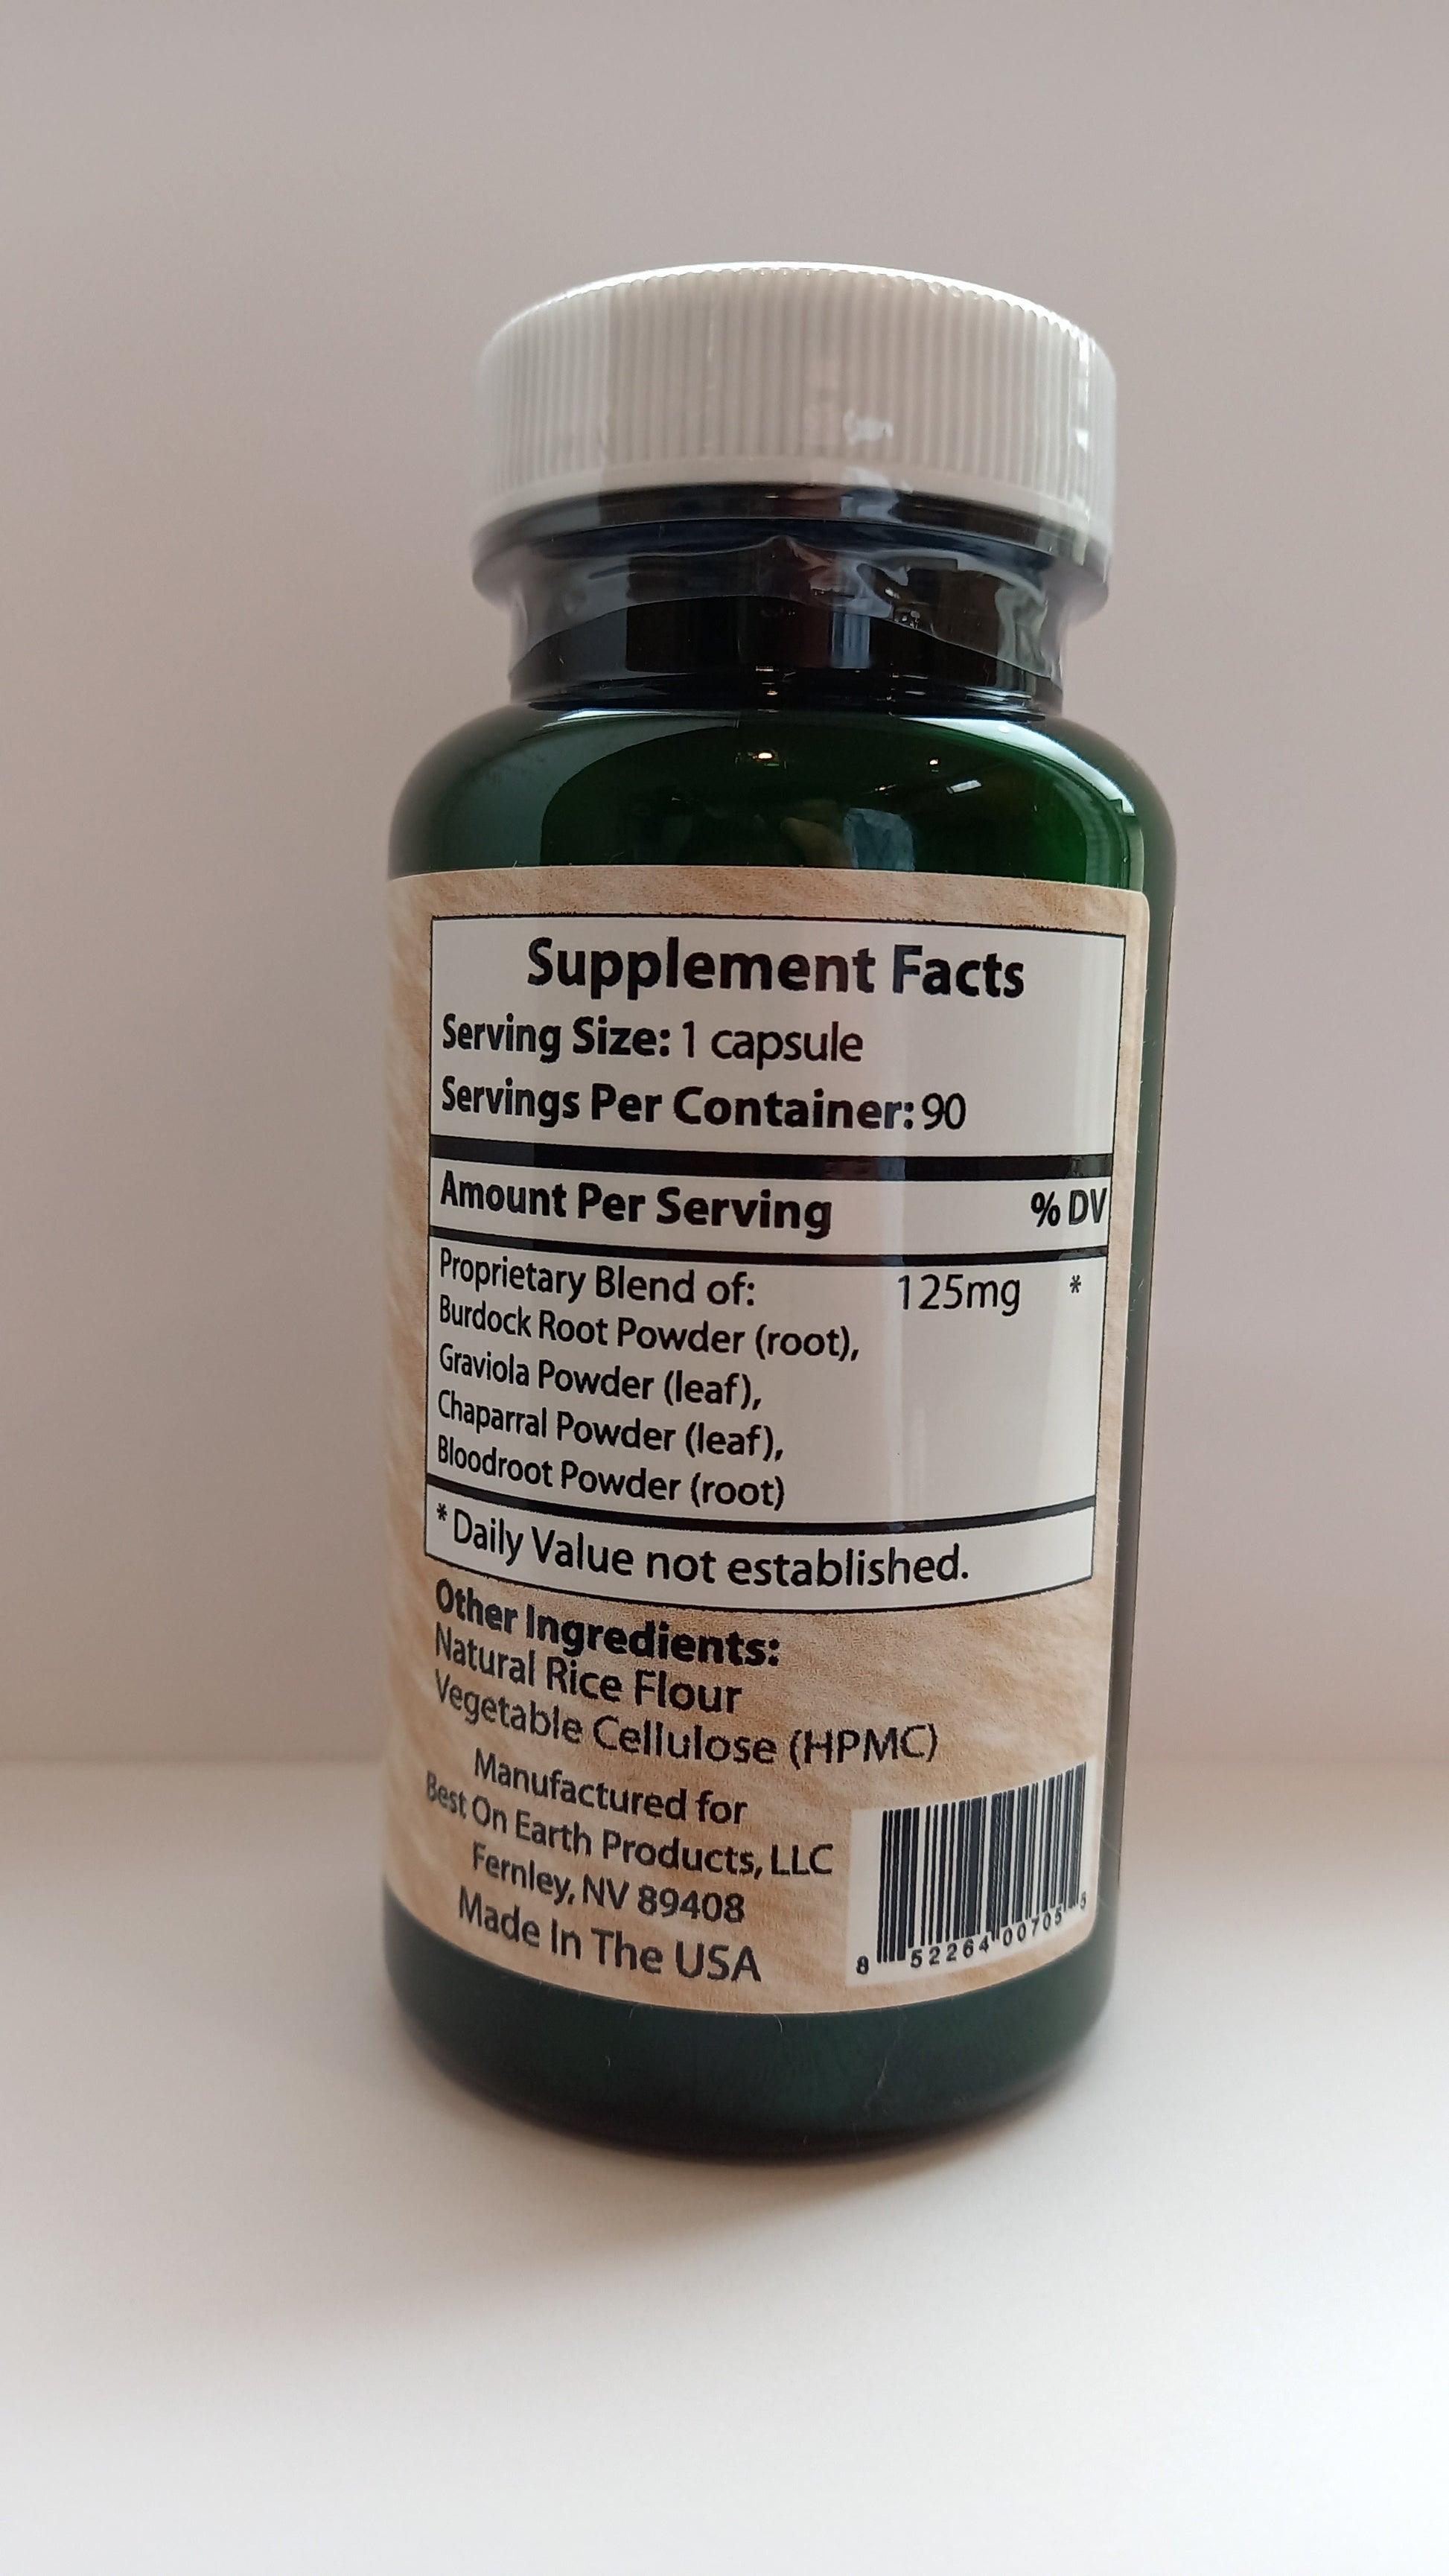 Supplement Facts
Serving Size: 1 capsule
Servings Per Container: 90
Amount Per Serving % DV
Proprietary Blend of: 125mg *
Burdock Root Powder (root),
Graviola Powder (leaf),
Chaparral Powder (leaf),
Bloodroot Powder (root)
* Daily Value not established.
Other Ingredients:
Natural Rice Flour
Vegetable Cellulose (HPMC)
Manufactured for
Best On Earth Products, LLC
Fernley, NV 89408
Made In The USA
8 52264 00705 5